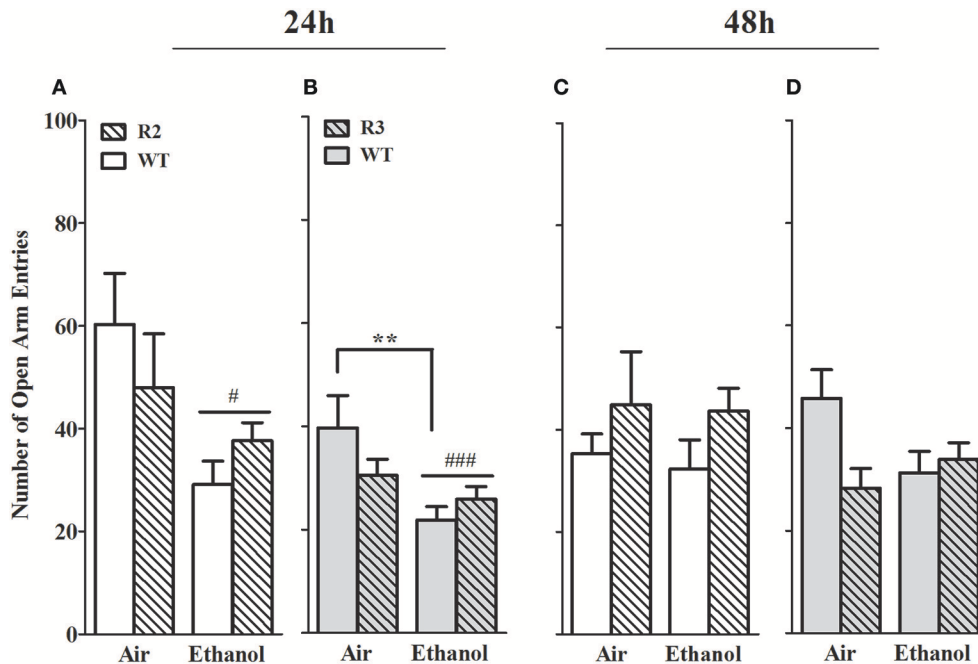 24h
48h
A
B
C
D
Number of Open Arm Entries
100
80
60
40
20
0
R2
WT
R3
WT
#
**
###
Air Ethanol
Air Ethanol
Air Ethanol
Air Ethanol